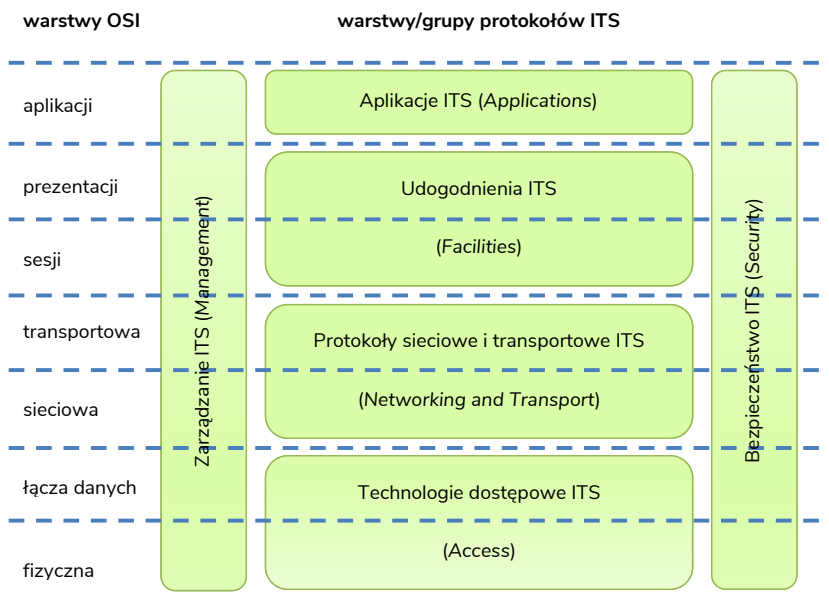 warstwy OSI
warstwy/grupy protokołów ITS
aplikacji
prezentacji
sesji
transportowa
sieciowa
łącza danych
fizyczna
Zarządzanie ITS (Management)
Aplikacje ITS (Applications)
Udogodnienia ITS
(Facilities)
Protokoły sieciowe i transportowe ITS
(Networking and Transport)
Technologie dostępowe ITS
(Access)
Bezpieczeństwo ITS (Security)